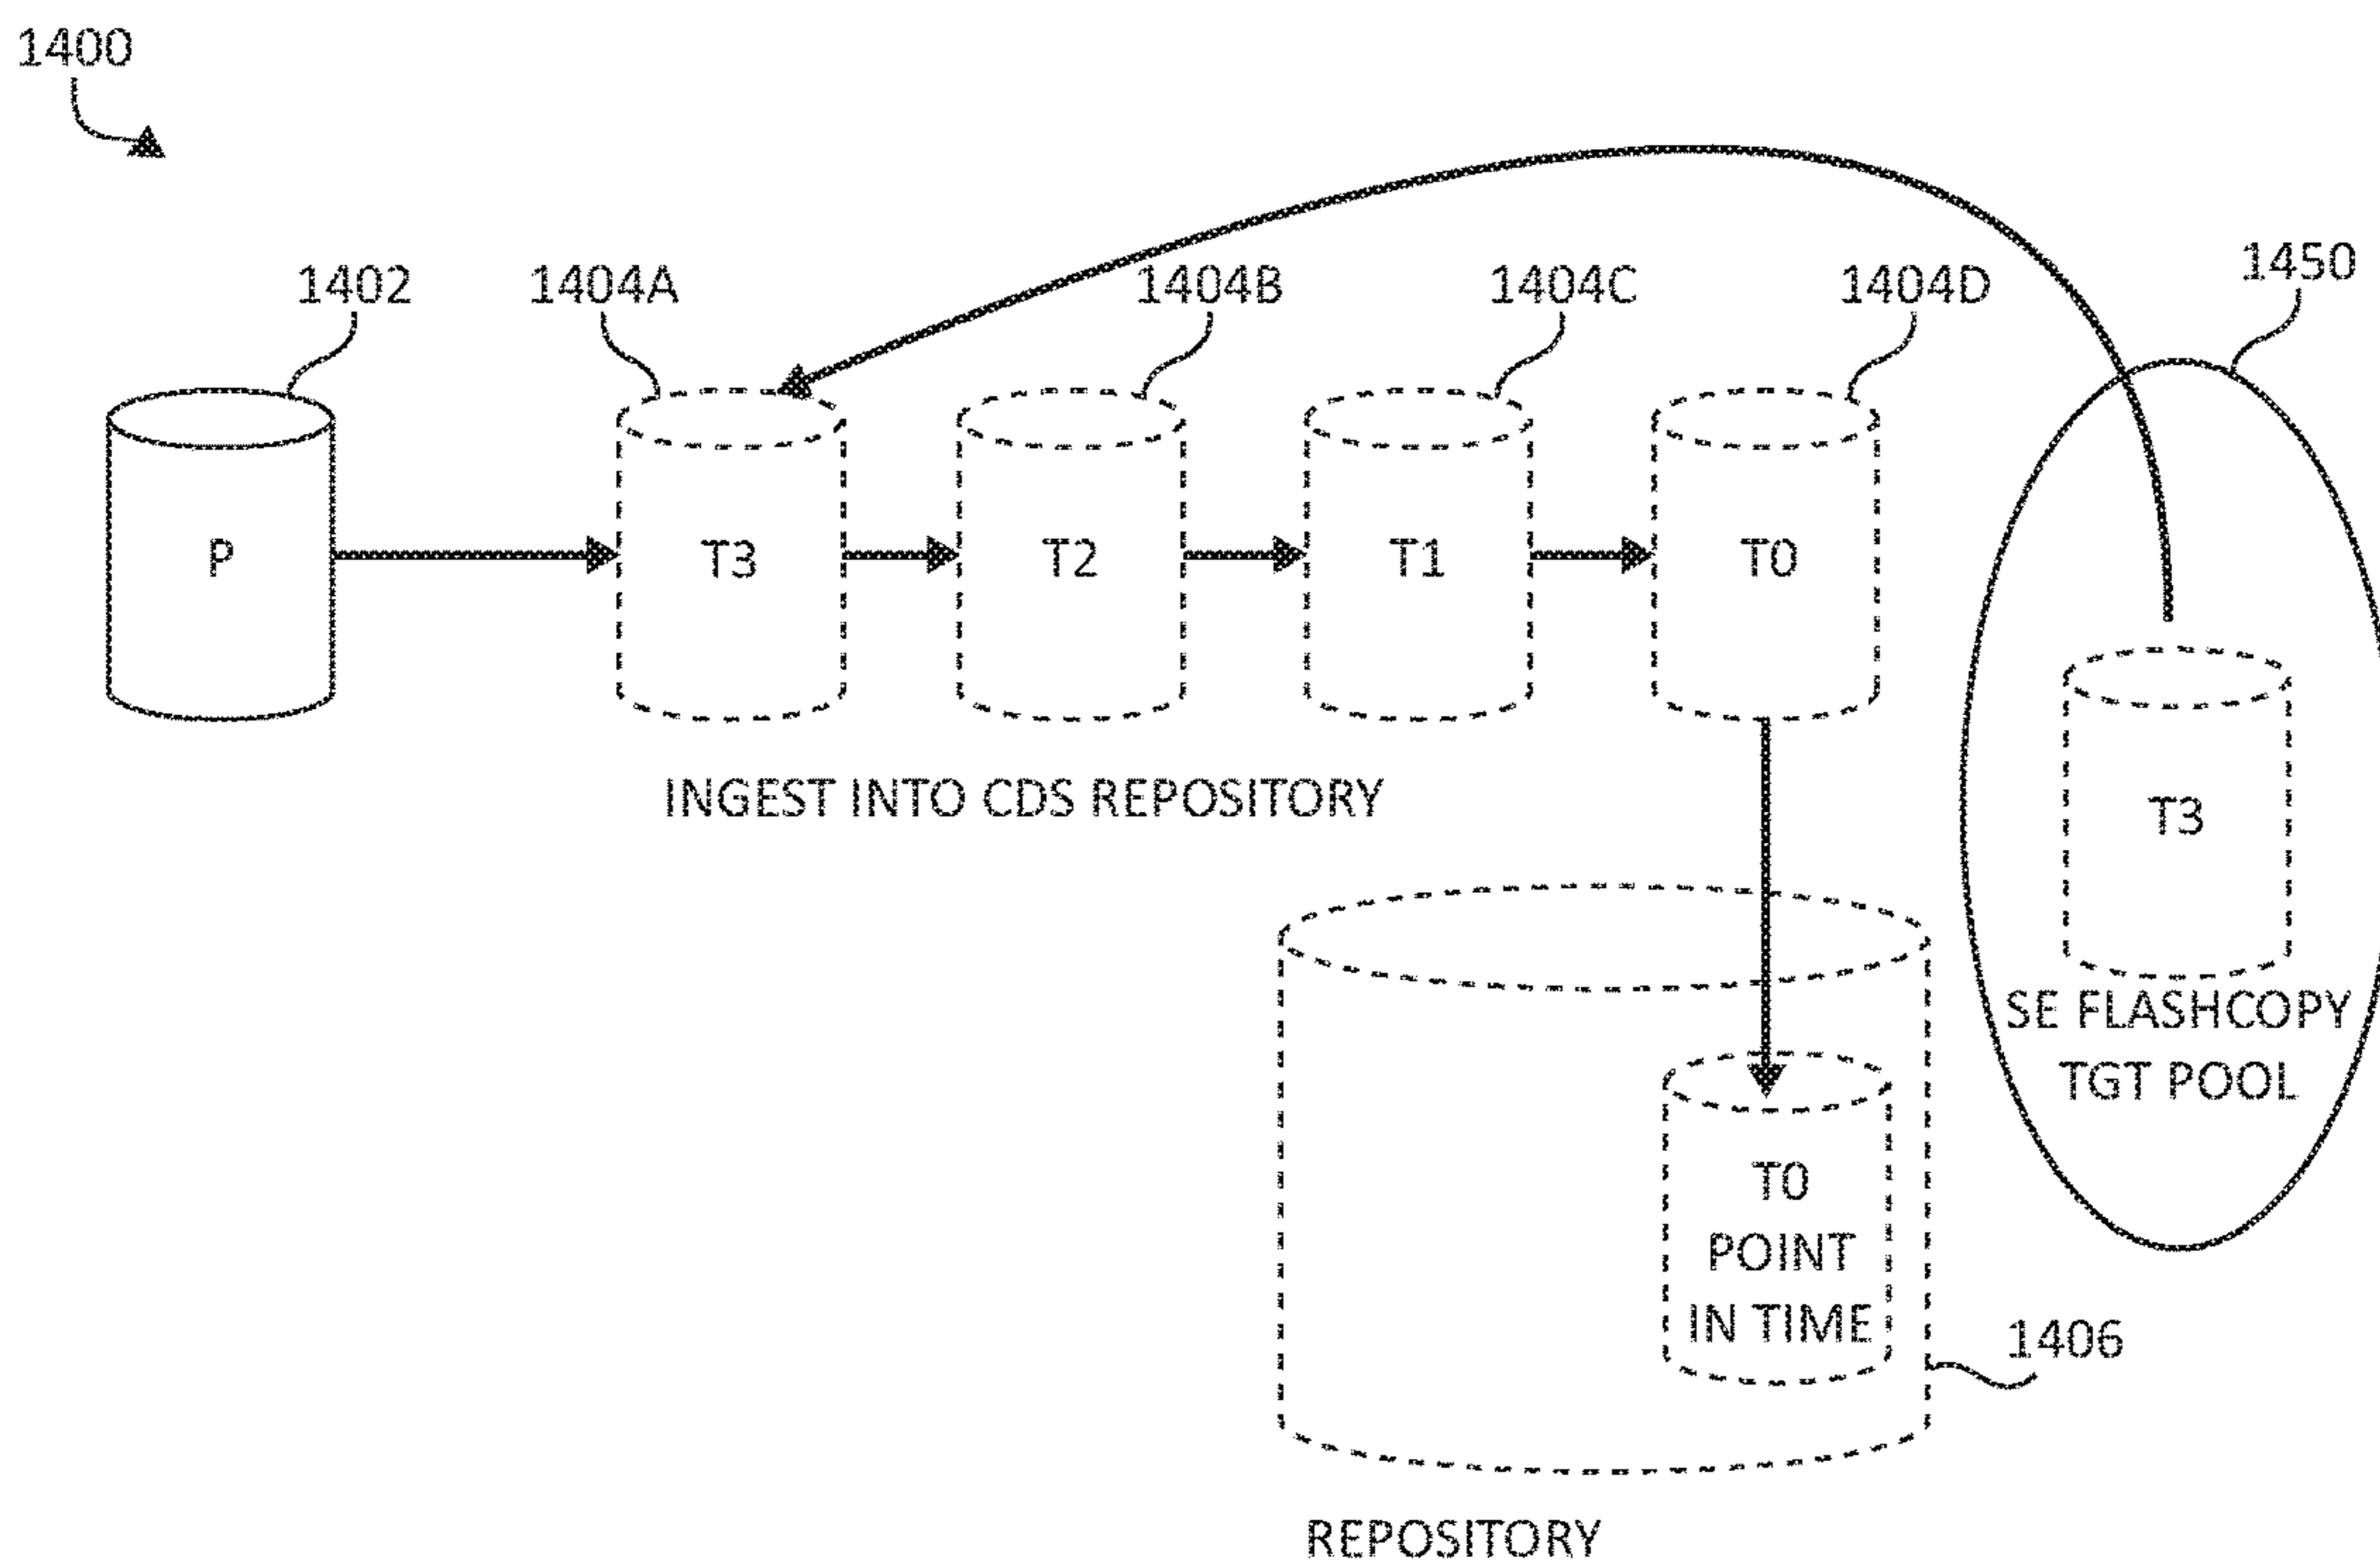 1400
1402
1404A
1404B
1404C
1404D
1450
P
T3
T2
T1
T0
INGEST INTO CDS REPOSITORY
T3
SE FLASHCOPY
TGT POOL
T0
POINT
IN TIME
1406
REPOSITORY